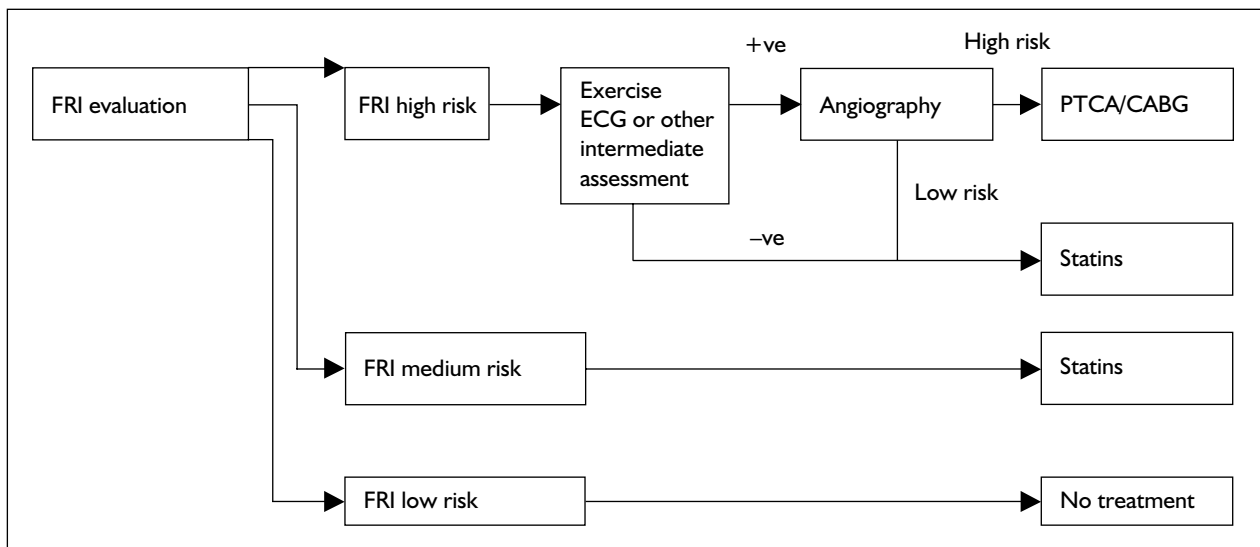 FRI evaluation
FRI high risk
Exercise
ECG or other
intermediate
assessment
+ve
Angiography
High risk
PTCA/CABG
Low risk
–ve
Statins
FRI medium risk
Statins
FRI low risk
No treatment